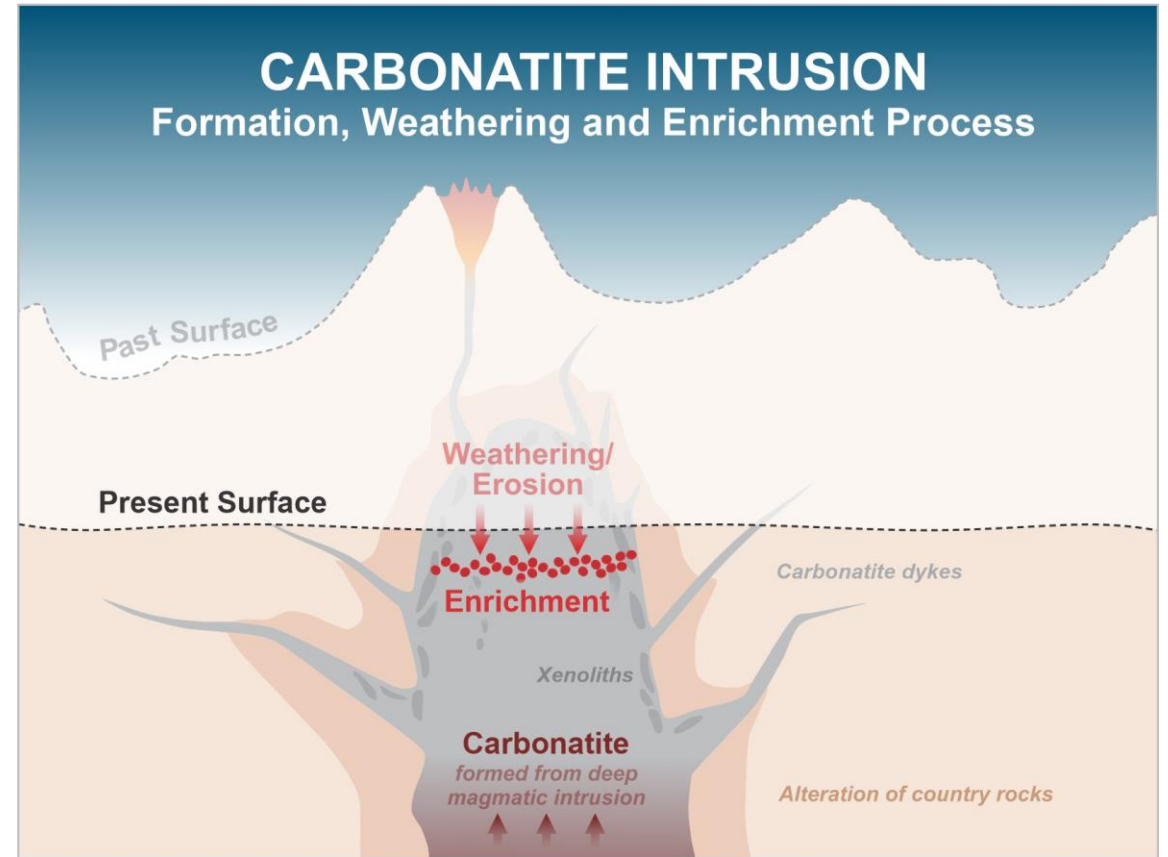 CARBONATITE INTRUSION
Formation, Weathering and Enrichment Process
Past Surface
Weathering/
Erosion
Present Surface
Carbonatite dykes
Enrichment
Xenoliths
Carbonatite
formed from deep
magmatic intrusion
Alteration of country rocks